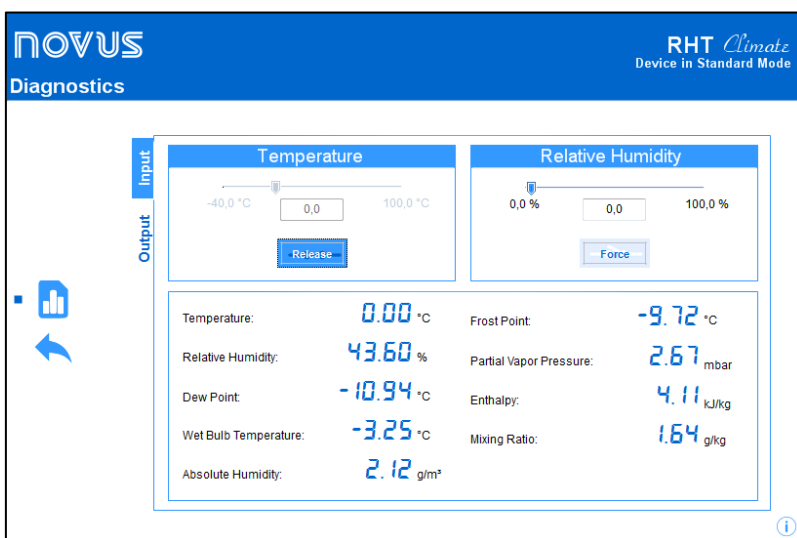 NOVUS
RHT Climate
Device in Standard Mode
Diagnostics
Input
Output
Temperature
-40,0 °C
0,0
100,0 °C
Release
Relative Humidity
0,0 %
0,0
100,0 %
Force
Temperature: 0.00 °C
Relative Humidity: 43.60 %
Dew Point: -10.94 °C
Wet Bulb Temperature: -3.25 °C
Absolute Humidity: 2.12 g/m³
Frost Point: -9.72 °C
Partial Vapor Pressure: 2.67 mbar
Enthalpy: 4.11 kJ/kg
Mixing Ratio: 1.64 g/kg
i